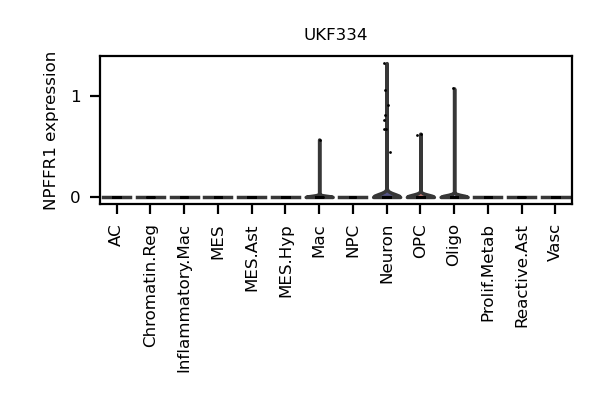 UKF334
NPFFR1 expression
1
0
AC
Chromatin.Reg
Inflammatory.Mac
MES
MES.Ast
MES.Hyp
Mac
NPC
Neuron
OPC
Oligo
Prolif.Metab
Reactive.Ast
Vasc